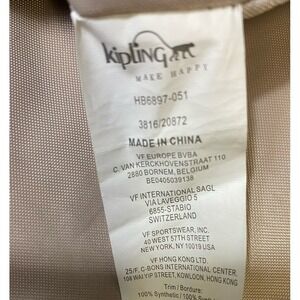 kipling
MAKE HAPPY
HB6897-051
3816/20872
MADE IN CHINA
VF EUROPE BVBA
C. VAN KERCKHOVENSTRAAT 110
2880 BORNEM, BELGIUM
BE0405039138
VF INTERNATIONAL SAGL
VIA LAVEGGIO 5
6855-STABIO
SWITZERLAND
VF SPORTSWEAR, INC.
40 WEST 57TH STREET
NEW YORK, NY 10019 USA
VF HONG KONG LTD.
25/F. C-BONS INTERNATIONAL CENTER
108 WAI YIP STREET, KOWLOON, HONG KONG
Trim / Bordure:
100% Synthetic / 100% Synt